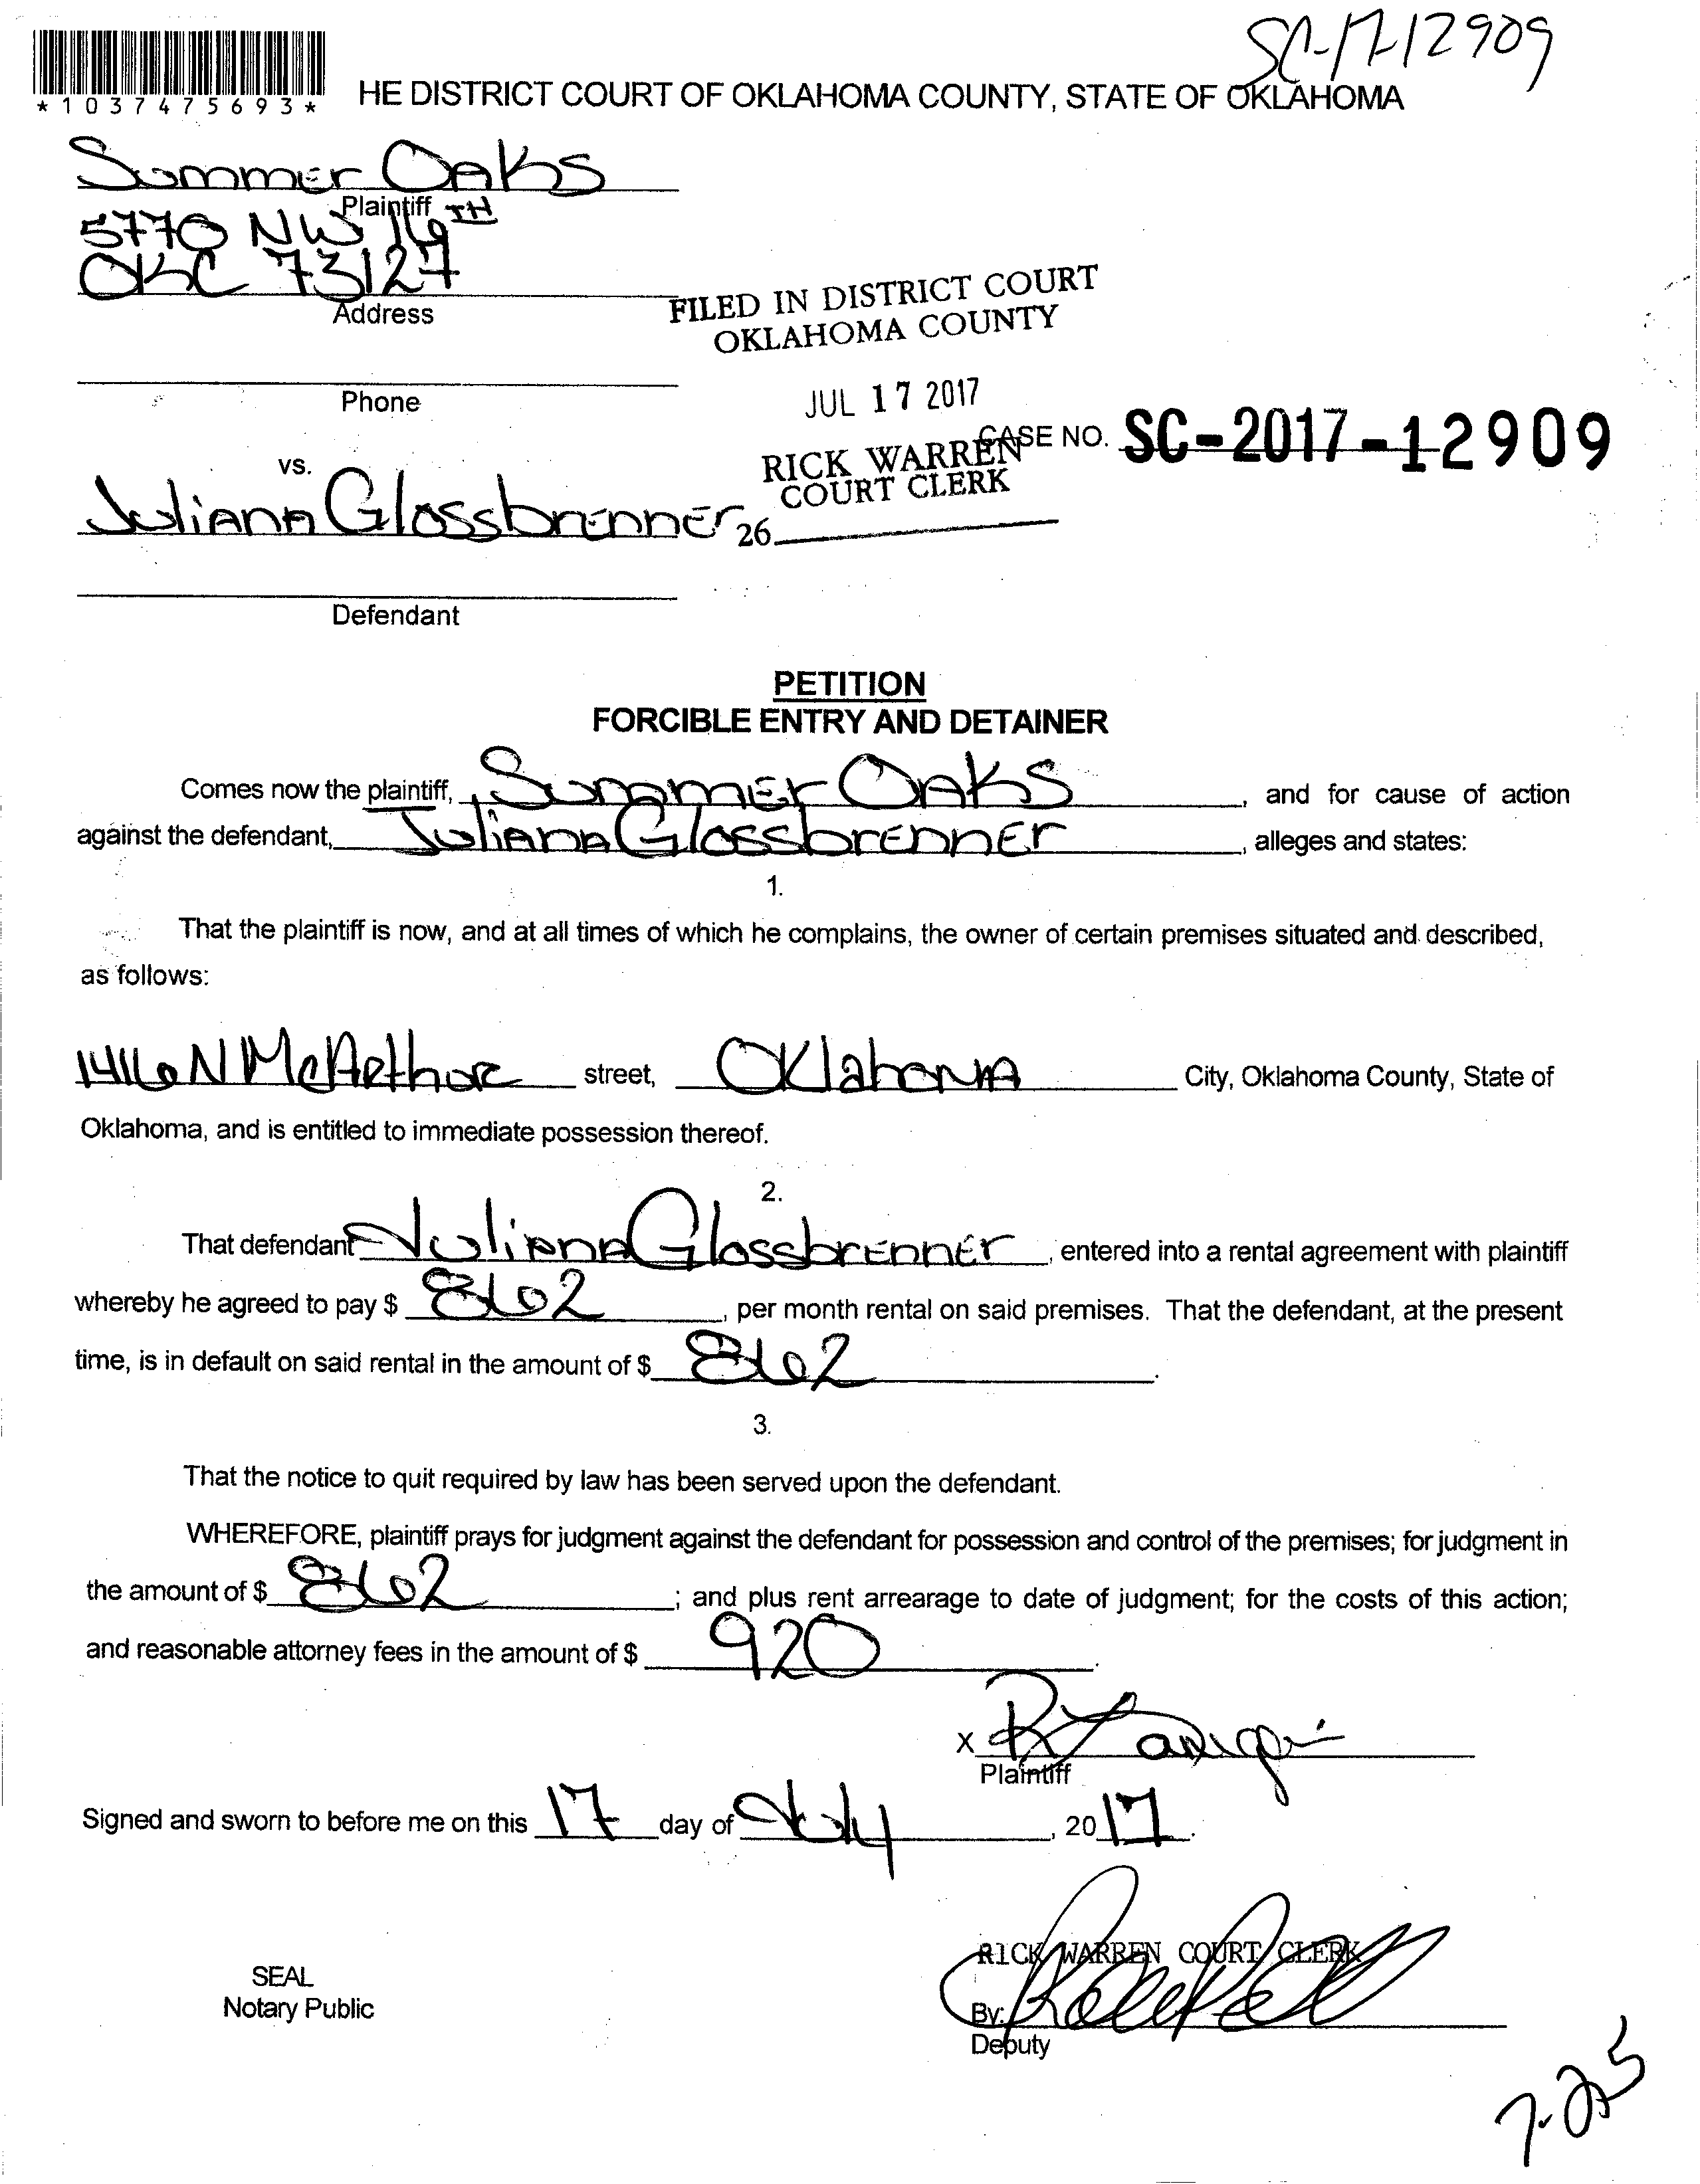 SC-17-12909
*1037475693*
HE DISTRICT COURT OF OKLAHOMA COUNTY, STATE OF OKLAHOMA
Summer Oaks
Plaintiff
5770 NW 16TH
OKC 73127
Address
FILED IN DISTRICT COURT
OKLAHOMA COUNTY
Phone
JUL 17 2017
CASE NO. SC-2017-12909
RICK WARREN
COURT CLERK
vs.
Juliana Glossbrenner
26
Defendant
PETITION
FORCIBLE ENTRY AND DETAINER
Comes now the plaintiff, Summer Oaks, and for cause of action
against the defendant, Juliana Glossbrenner, alleges and states:
1.
That the plaintiff is now, and at all times of which he complains, the owner of certain premises situated and described,
as follows:
1416 N McArthur street, Oklahoma City, Oklahoma County, State of
Oklahoma, and is entitled to immediate possession thereof.
2.
That defendant Juliana Glossbrenner, entered into a rental agreement with plaintiff
whereby he agreed to pay $ 862, per month rental on said premises. That the defendant, at the present
time, is in default on said rental in the amount of $ 862.
3.
That the notice to quit required by law has been served upon the defendant.
WHEREFORE, plaintiff prays for judgment against the defendant for possession and control of the premises; for judgment in
the amount of $ 862; and plus rent arrearage to date of judgment; for the costs of this action;
and reasonable attorney fees in the amount of $ 920.
X
Plaintiff
Signed and sworn to before me on this 17 day of July, 2017.
RICK WARREN COURT CLERK
SEAL
Notary Public
By:
Deputy
7-25